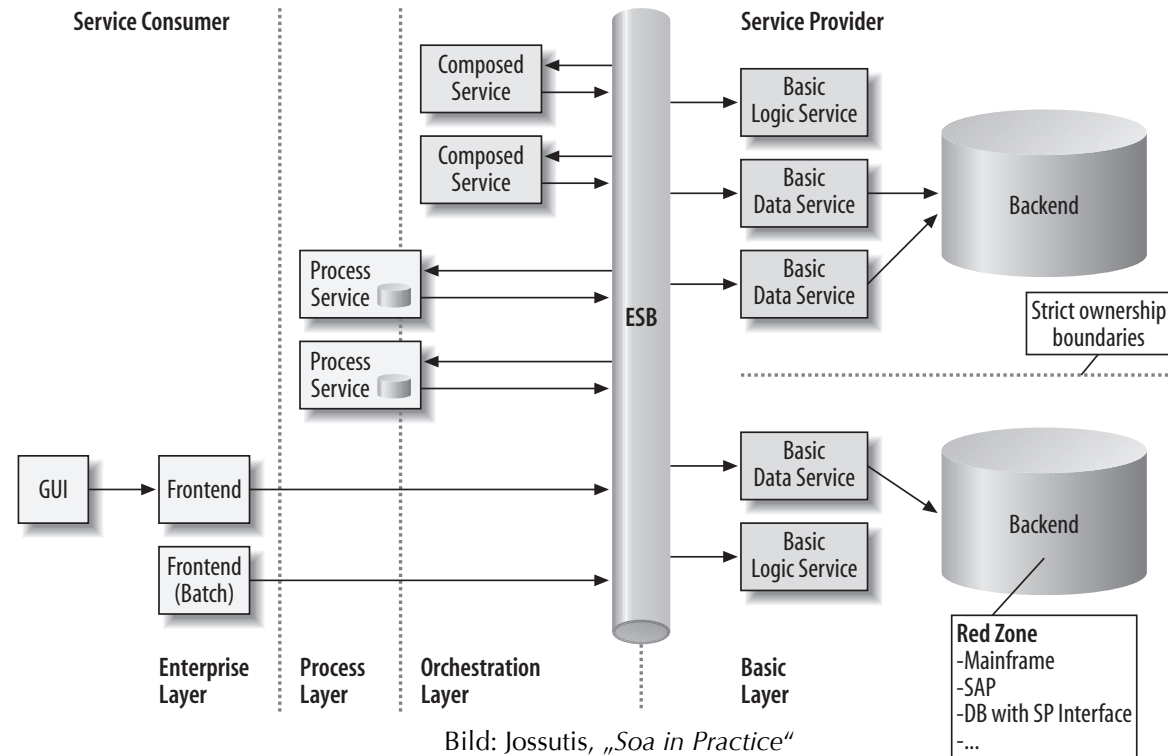 Service Consumer
Service Provider
Composed
Service
Basic
Logic Service
Composed
Service
Basic
Data Service
Backend
Process
Service
Basic
Data Service
ESB
Strict ownership
boundaries
Process
Service
GUI
Frontend
Basic
Data Service
Backend
Frontend
(Batch)
Basic
Logic Service
Red Zone
-Mainframe
-SAP
-DB with SP Interface
-...
Enterprise
Layer
Process
Layer
Orchestration
Layer
Basic
Layer
Bild: Jossutis, „Soa in Practice“